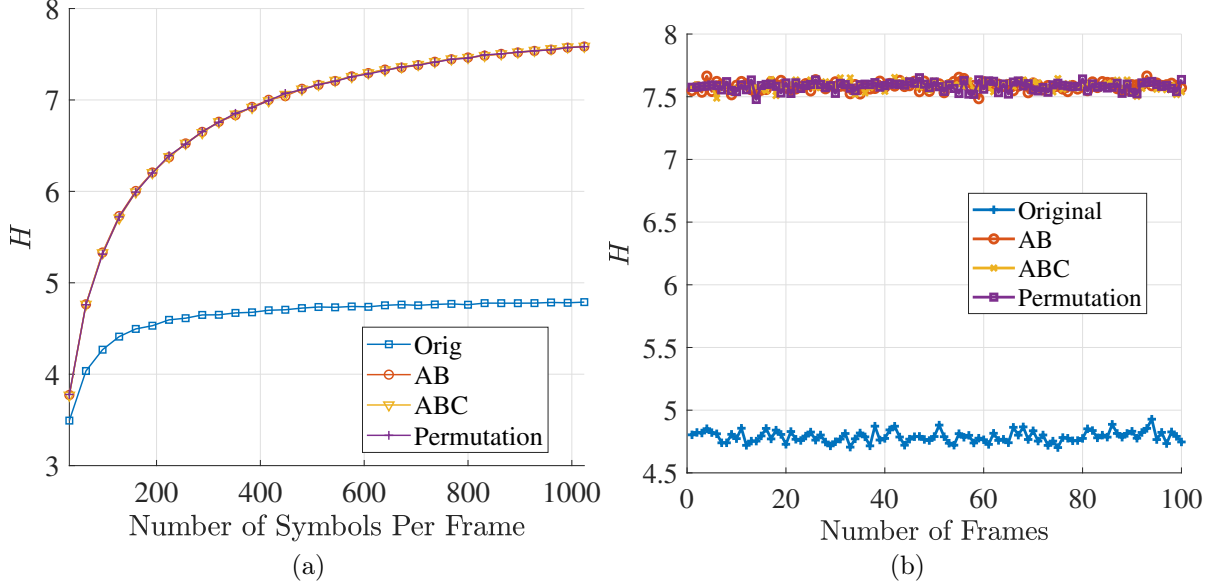 8
7
6
5
4
3
H
200
400
600
800
1000
Number of Symbols Per Frame
Orig
AB
ABC
Permutation
(a)
8
7.5
7
6.5
6
5.5
5
4.5
H
0
20
40
60
80
100
Number of Frames
Original
AB
ABC
Permutation
(b)